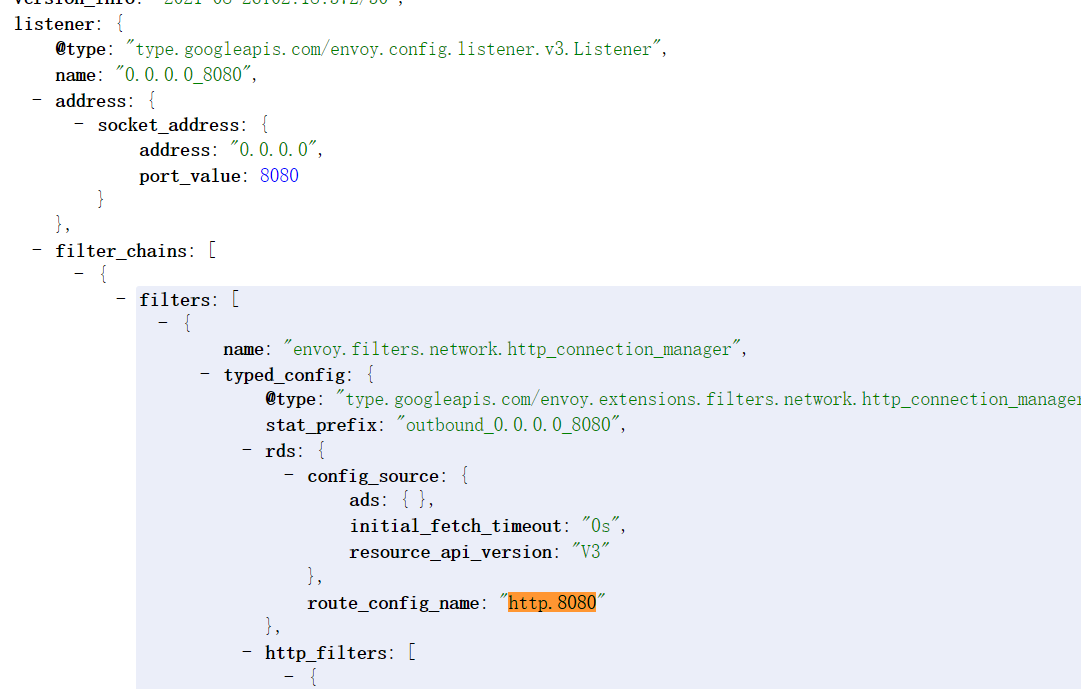 listener: {
@type: "type.googleapis.com/envoy.config.listener.v3.Listener",
name: "0.0.0.0_8080",
- address: {
- socket_address: {
address: "0.0.0.0",
port_value: 8080
}
},
- filter_chains: [
- {
- filters: [
- {
name: "envoy.filters.network.http_connection_manager",
- typed_config: {
@type: "type.googleapis.com/envoy.extensions.filters.network.http_connection_manager
stat_prefix: "outbound_0.0.0.0_8080",
- rds: {
- config_source: {
ads: { },
initial_fetch_timeout: "0s",
resource_api_version: "V3"
},
route_config_name: "http.8080"
},
- http_filters: [
- {